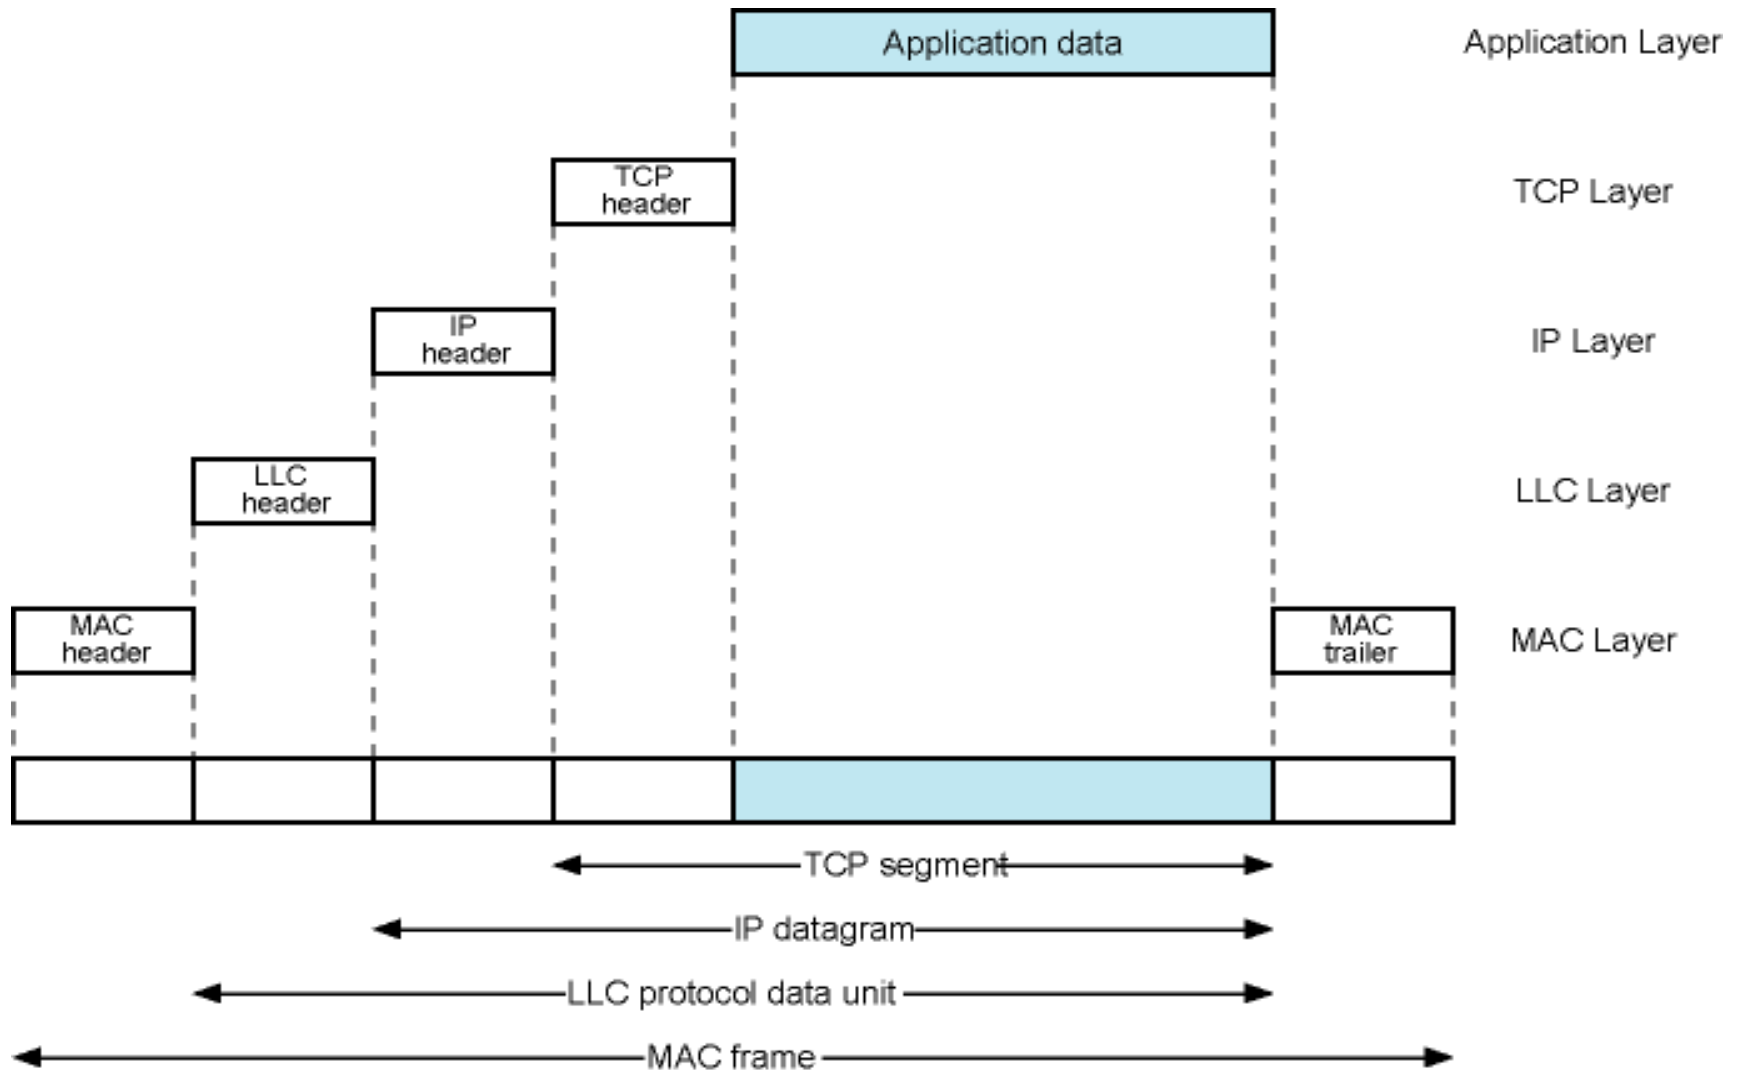 Application data
Application Layer
TCP
header
TCP Layer
IP
header
IP Layer
LLC
header
LLC Layer
MAC
header
MAC
trailer
MAC Layer
TCP segment
IP datagram
LLC protocol data unit
MAC frame